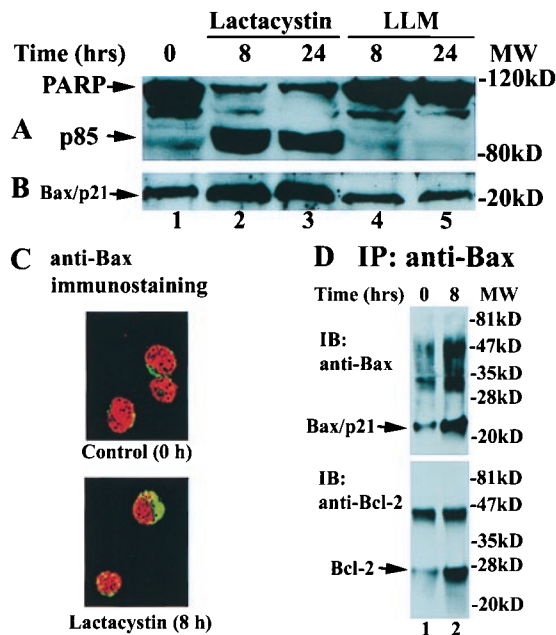 Lactacystin LLM
Time (hrs) 0 8 24 8 24 MW
PARP -120kD
A p85 -80kD
B Bax/p21 -20kD
1 2 3 4 5
C anti-Bax
immunostaining
Control (0 h)
Lactacystin (8 h)
D IP: anti-Bax
Time (hrs) 0 8 MW
-81kD
IB: -47kD
anti-Bax
-35kD
-28kD
Bax/p21
-20kD
IB: -81kD
anti-Bcl-2
-47kD
-35kD
Bcl-2 -28kD
-20kD
1 2